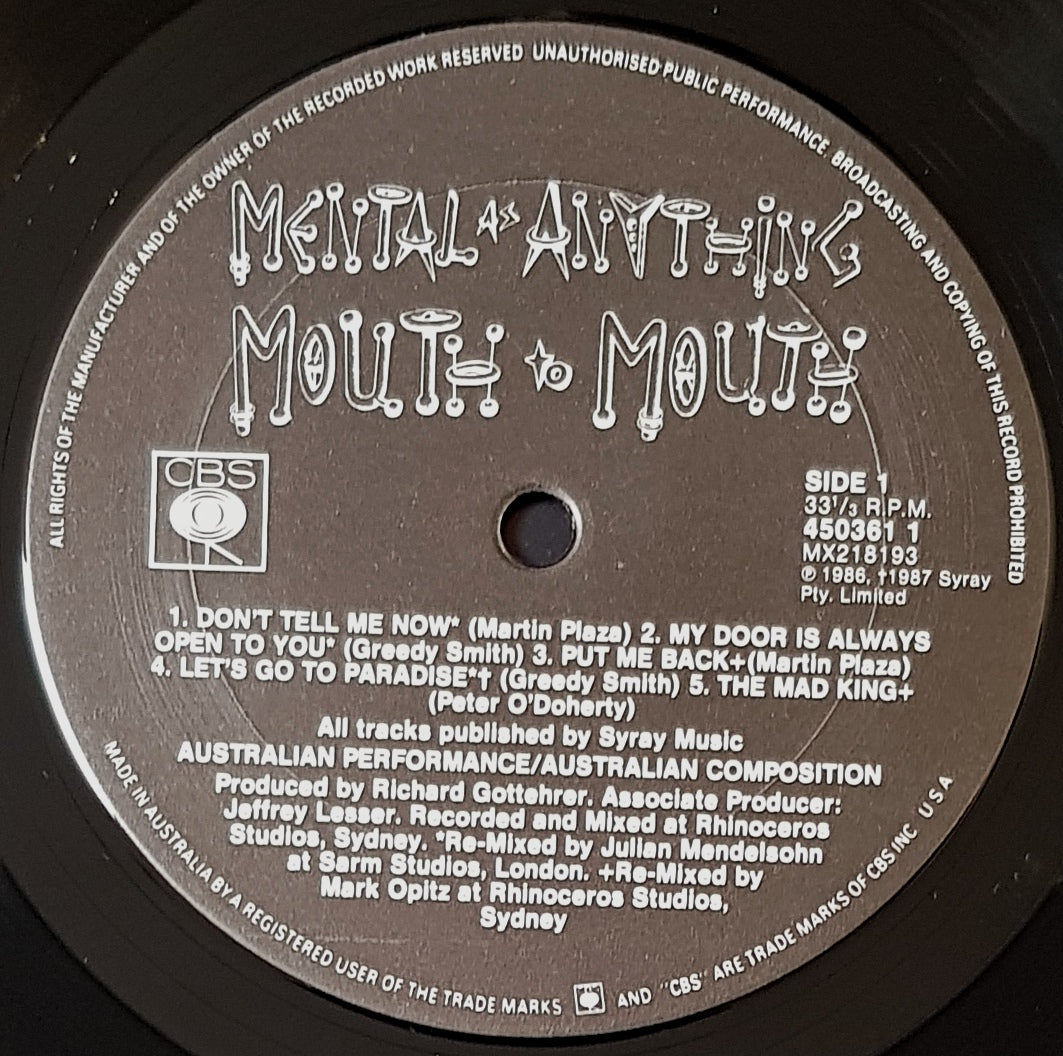 ALL RIGHTS OF THE MANUFACTURER AND OF THE OWNER OF THE RECORDED WORK RESERVED UNAUTHORISED PUBLIC PERFORMANCE BROADCASTING AND COPYING OF THIS RECORD PROHIBITED
MENTAL AS ANYTHING
MOUTH TO MOUTH
CBS
SIDE 1
33 1/3 R.P.M.
450361 1
MX218193
℗ 1986, †1987 Syray
Pty. Limited
1. DON'T TELL ME NOW* (Martin Plaza) 2. MY DOOR IS ALWAYS
OPEN TO YOU* (Greedy Smith) 3. PUT ME BACK+(Martin Plaza)
4. LET'S GO TO PARADISE*† (Greedy Smith) 5. THE MAD KING+
(Peter O'Doherty)
All tracks published by Syray Music
AUSTRALIAN PERFORMANCE/AUSTRALIAN COMPOSITION
Produced by Richard Gottehrer. Associate Producer:
Jeffrey Lesser. Recorded and Mixed at Rhinoceros
Studios, Sydney. *Re-Mixed by Julian Mendelsohn
at Sarm Studios, London. +Re-Mixed by
Mark Opitz at Rhinoceros Studios,
Sydney
MADE IN AUSTRALIA BY A REGISTERED USER OF THE TRADE MARKS AND "CBS" ARE TRADE MARKS OF CBS INC U S A